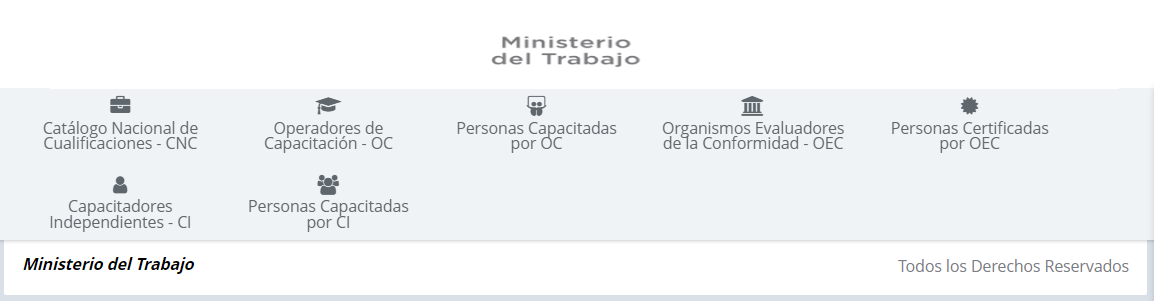 Ministerio
del Trabajo
Catálogo Nacional de
Cualificaciones - CNC
Operadores de
Capacitación - OC
Personas Capacitadas
por OC
Organismos Evaluadores
de la Conformidad - OEC
Personas Certificadas
por OEC
Capacitadores
Independientes - CI
Personas Capacitadas
por CI
Ministerio del Trabajo
Todos los Derechos Reservados